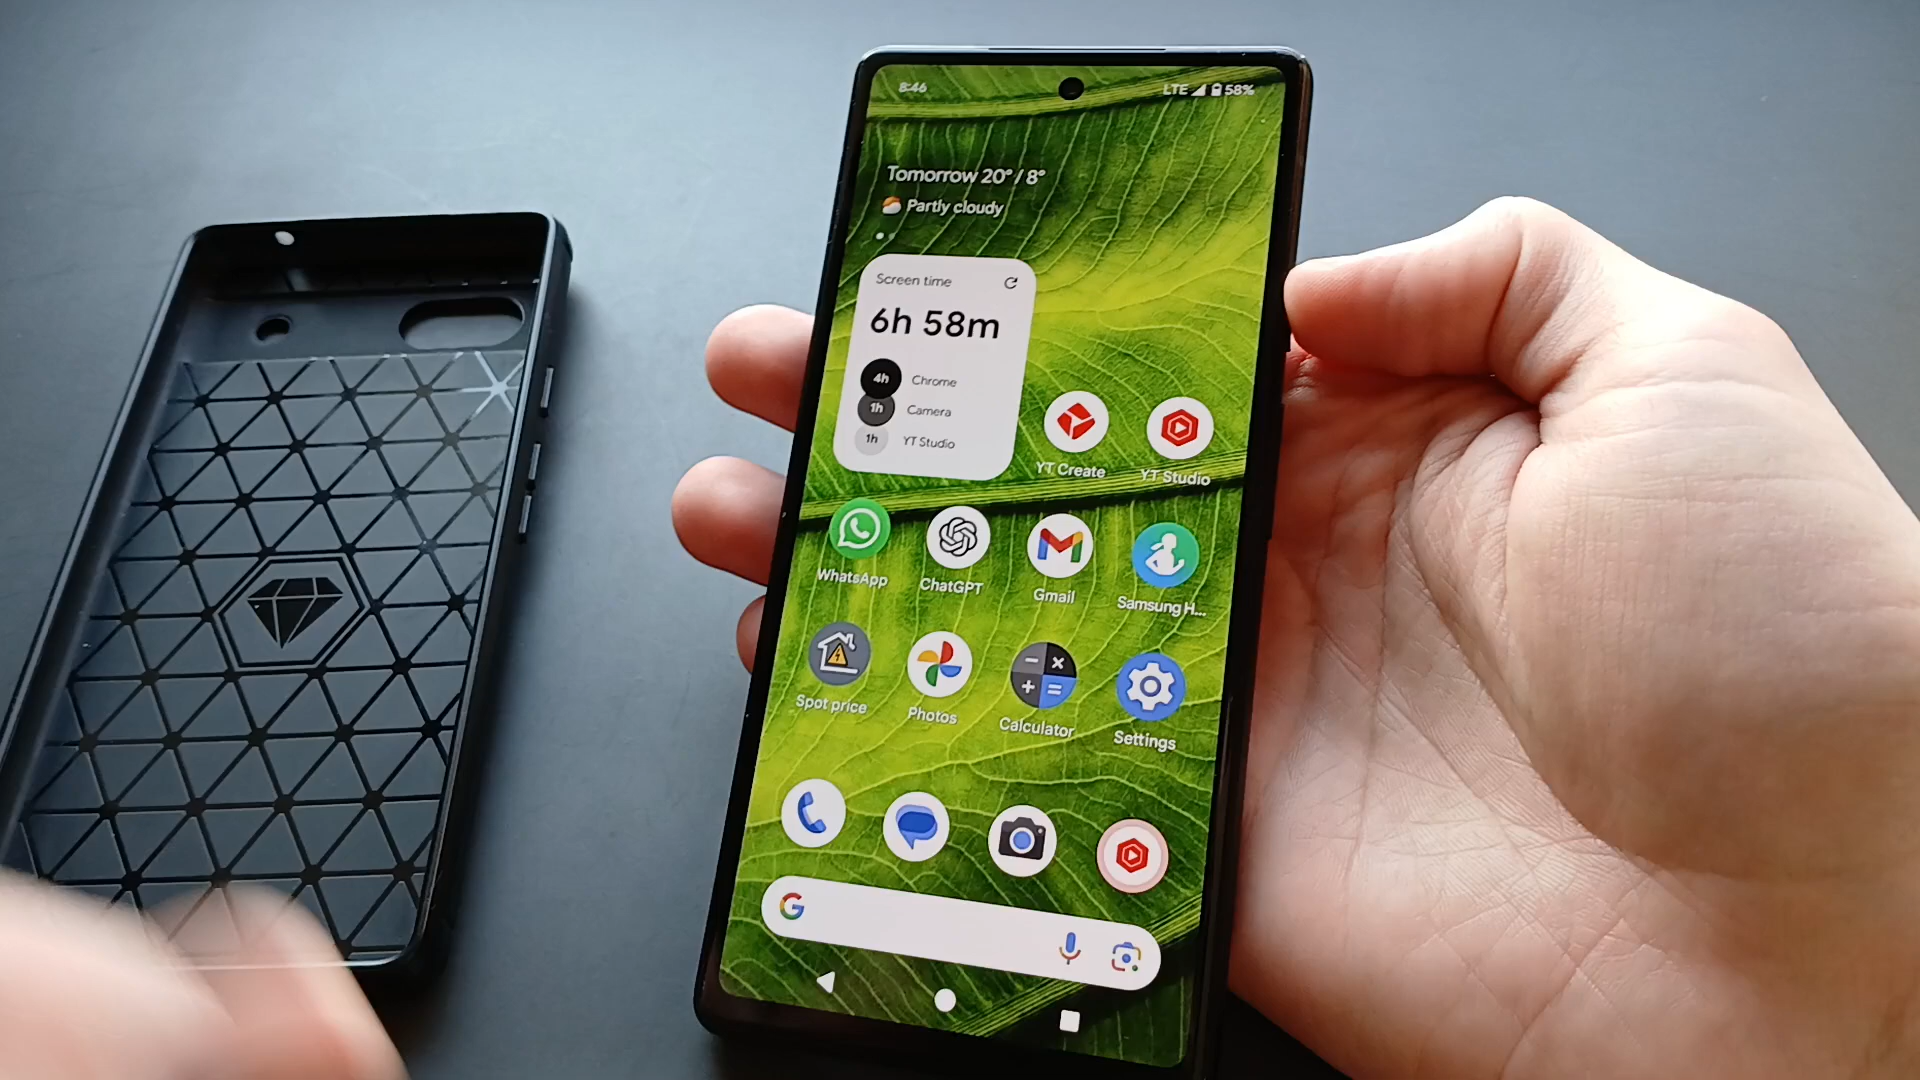 8:46
LTE 58%
Tomorrow 20°/8°
Partly cloudy
Screen time
6h 58m
4h Chrome
1h Camera
1h YT Studio
YT Create YT Studio
WhatsApp ChatGPT Gmail Samsung H...
Spot price Photos Calculator Settings